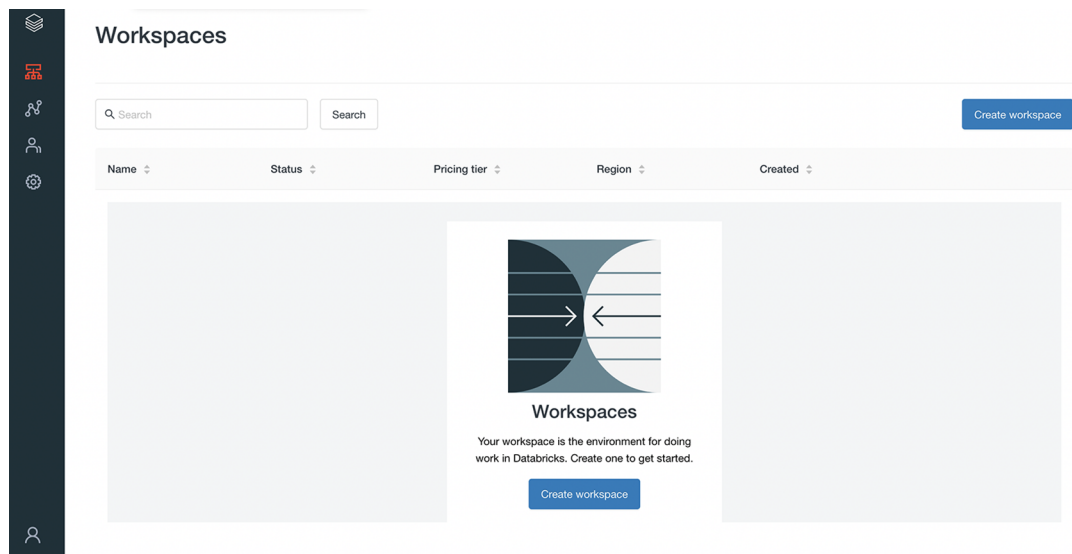 Workspaces
Search
Search
Create workspace
Name
Status
Pricing tier
Region
Created
Workspaces
Your workspace is the environment for doing
work in Databricks. Create one to get started.
Create workspace